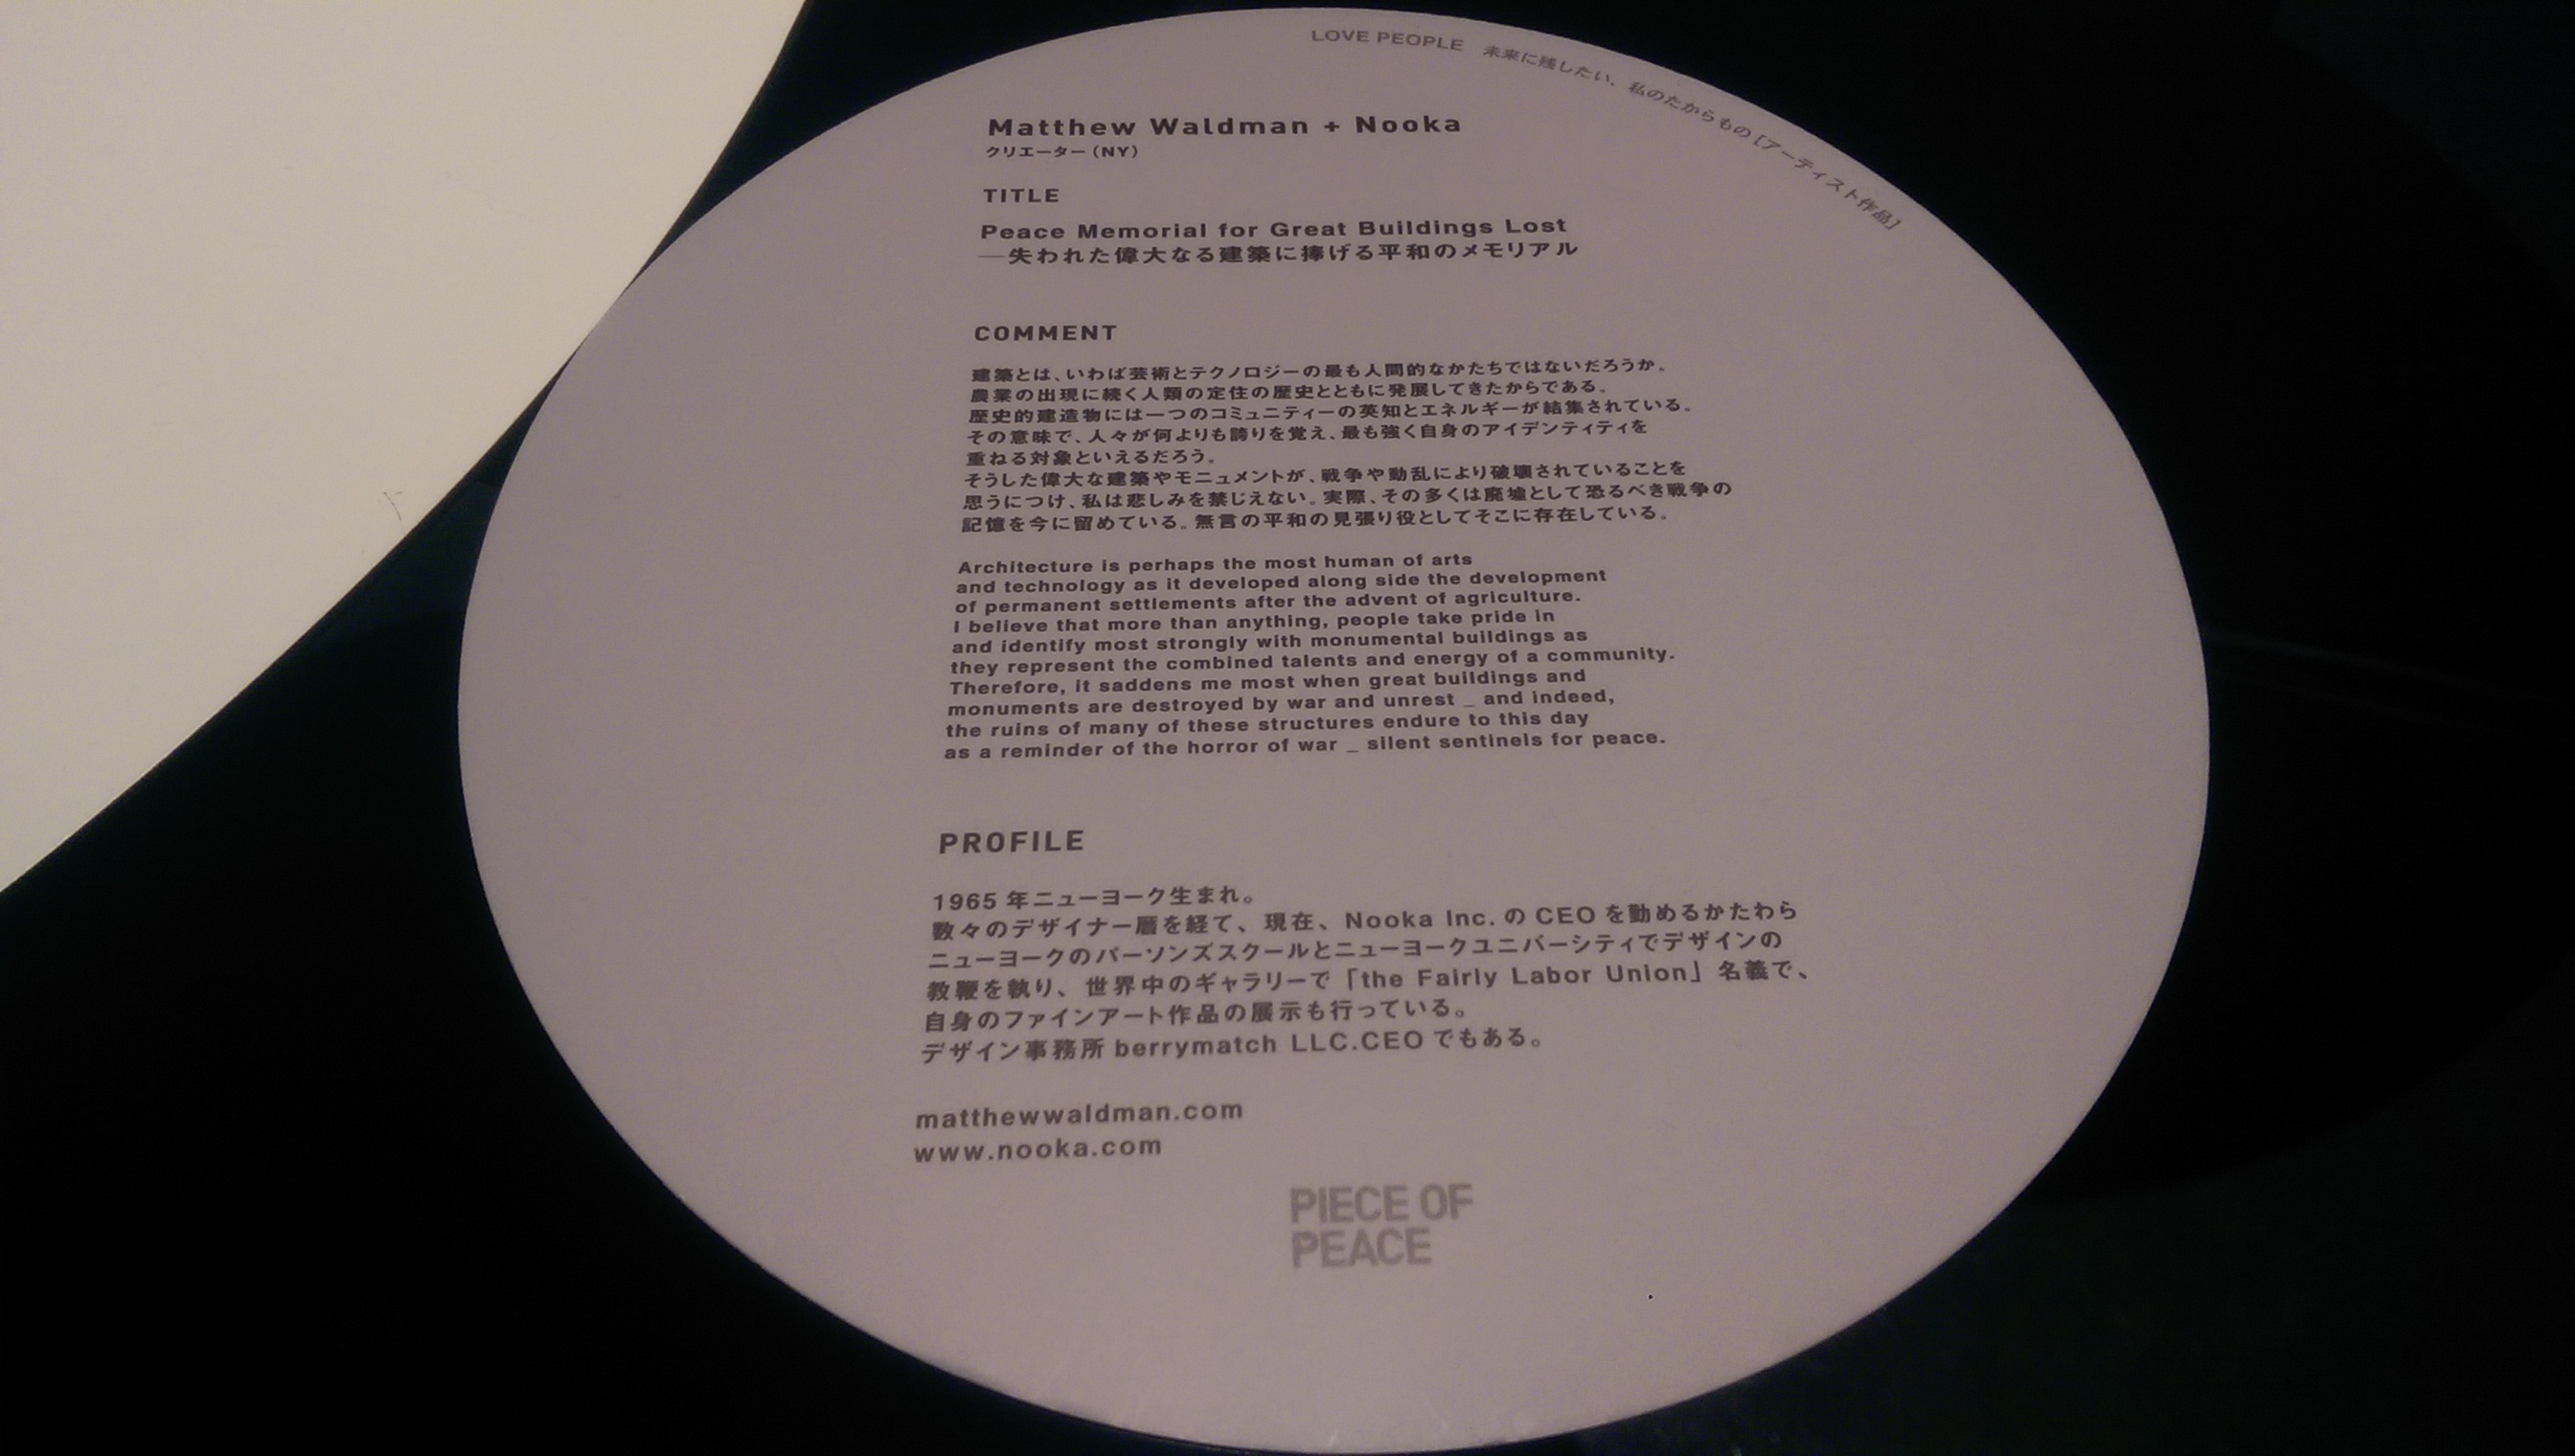 LOVE PEOPLE 未来に残したい、私のたからもの [アーティスト作品]
Matthew Waldman + Nooka
クリエーター (NY)
TITLE
Peace Memorial for Great Buildings Lost
—失われた偉大なる建築に捧げる平和のメモリアル
COMMENT
建築とは、いわば芸術とテクノロジーの最も人間的なかたちではないだろうか。
農業の出現に続く人類の定住の歴史とともに発展してきたからである。
歴史的建造物には一つのコミュニティーの英知とエネルギーが結集されている。
その意味で、人々が何よりも誇りを覚え、最も強く自身のアイデンティティを
重ねる対象といえるだろう。
そうした偉大な建築やモニュメントが、戦争や動乱により破壊されていることを
思うにつけ、私は悲しみを禁じえない。実際、その多くは廃墟として恐るべき戦争の
記憶を今に留めている。無言の平和の見張り役としてそこに存在している。
Architecture is perhaps the most human of arts
and technology as it developed along side the development
of permanent settlements after the advent of agriculture.
I believe that more than anything, people take pride in
and identify most strongly with monumental buildings as
they represent the combined talents and energy of a community.
Therefore, it saddens me most when great buildings and
monuments are destroyed by war and unrest _ and indeed,
the ruins of many of these structures endure to this day
as a reminder of the horror of war _ silent sentinels for peace.
PROFILE
1965 年ニューヨーク生まれ。
数々のデザイナー暦を経て、現在、Nooka Inc. の CEO を勤めるかたわら
ニューヨークのパーソンズスクールとニューヨークユニバーシティでデザインの
教鞭を執り、世界中のギャラリーで「the Fairly Labor Union」名義で、
自身のファインアート作品の展示も行っている。
デザイン事務所 berrymatch LLC.CEO でもある。
matthewwaldman.com
www.nooka.com
PIECE OF
PEACE